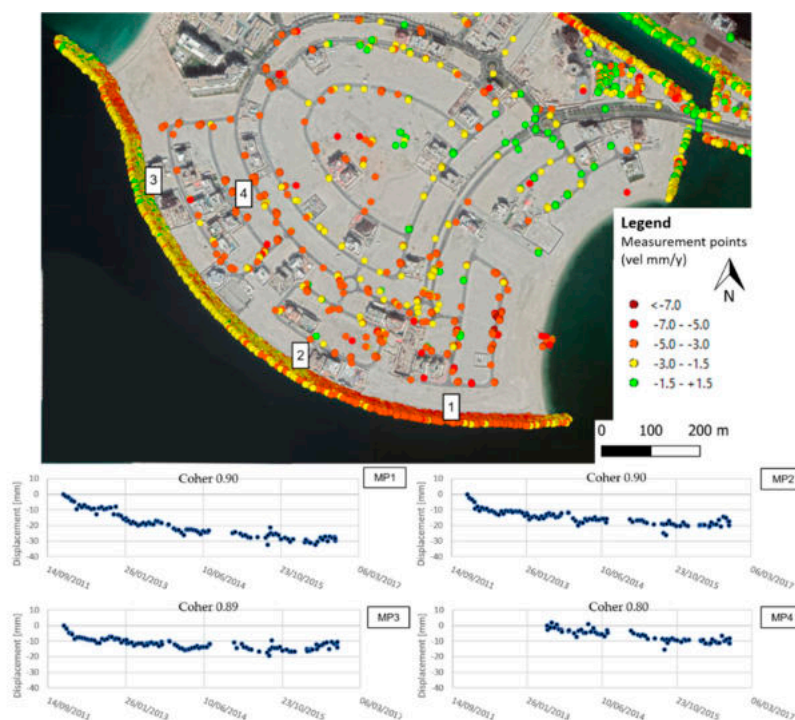 3
4
2
1
Legend
Measurement points
(vel mm/y)
N
<-7.0
-7.0 - -5.0
-5.0 - -3.0
-3.0 - -1.5
-1.5 - +1.5
0 100 200 m
Coher 0.90
MP1
Displacement [mm]
10
0
-10
-20
-30
-40
14/09/2011 26/01/2013 10/06/2014 23/10/2015 06/03/2017
Coher 0.90
MP2
Displacement [mm]
10
0
-10
-20
-30
-40
14/09/2011 26/01/2013 10/06/2014 23/10/2015 06/03/2017
Coher 0.89
MP3
Displacement [mm]
10
0
-10
-20
-30
-40
14/09/2011 26/01/2013 10/06/2014 23/10/2015 06/03/2017
Coher 0.80
MP4
Displacement [mm]
10
0
-10
-20
-30
-40
14/09/2011 26/01/2013 10/06/2014 23/10/2015 06/03/2017